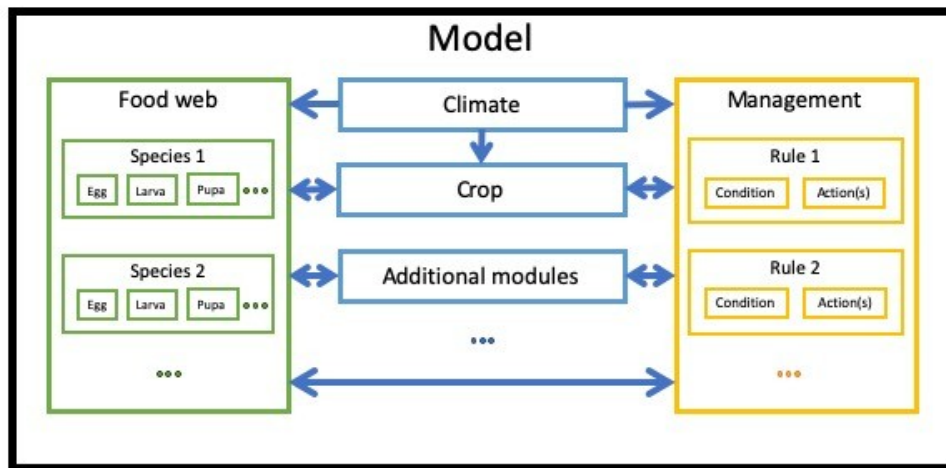 Model
Food web
Species 1
Egg Larva Pupa •••
Species 2
Egg Larva Pupa •••
•••
Climate
Crop
Additional modules
•••
Management
Rule 1
Condition Action(s)
Rule 2
Condition Action(s)
•••